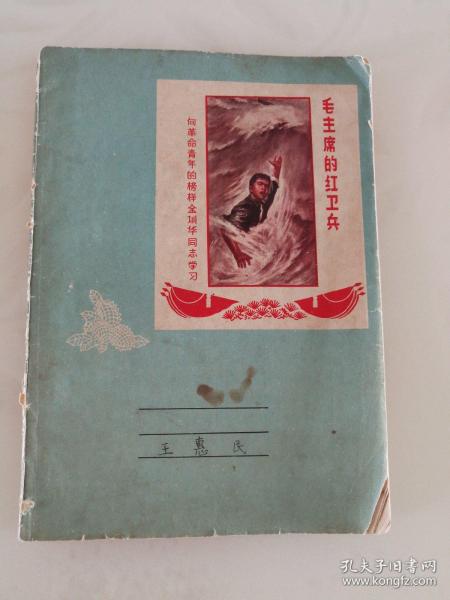 毛主席的红卫兵
向革命青年的榜样金训华同志学习
王惠民
孔夫子旧书网
www.kongfz.com